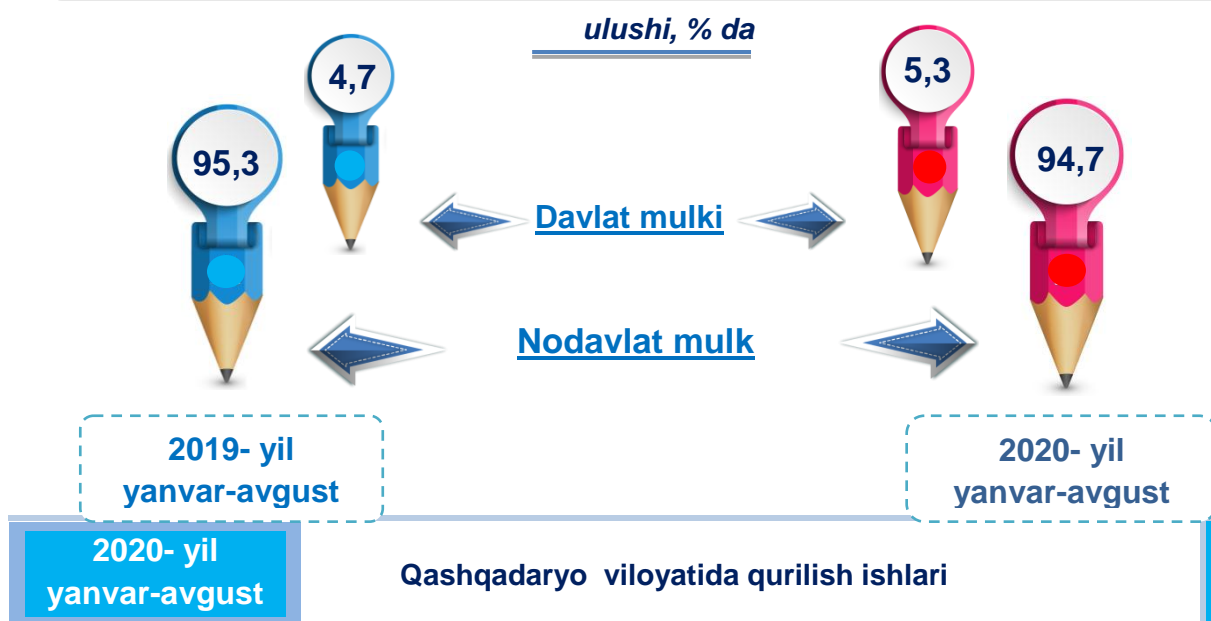 ulushi, % da
4,7
5,3
95,3
94,7
Davlat mulki
Nodavlat mulk
2019- yil
yanvar-avgust
2020- yil
yanvar-avgust
2020- yil
yanvar-avgust
Qashqadaryo viloyatida qurilish ishlari